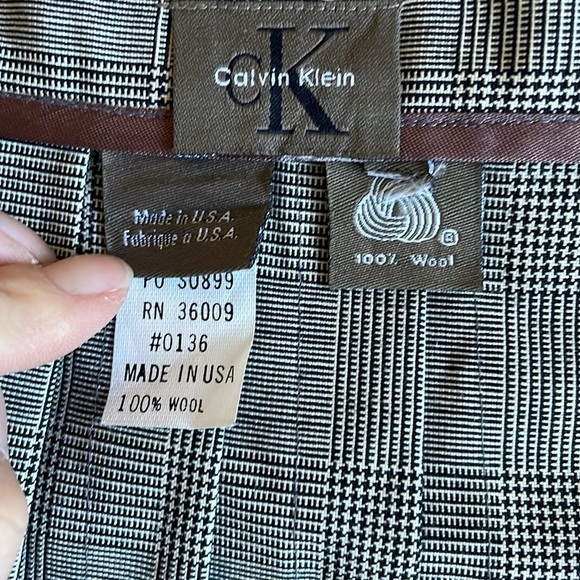 cK
Calvin Klein
Made in U.S.A.
Fabrique a U.S.A.
PO 30899
RN 36009
#0136
MADE IN USA
100% WOOL
®
100% Wool